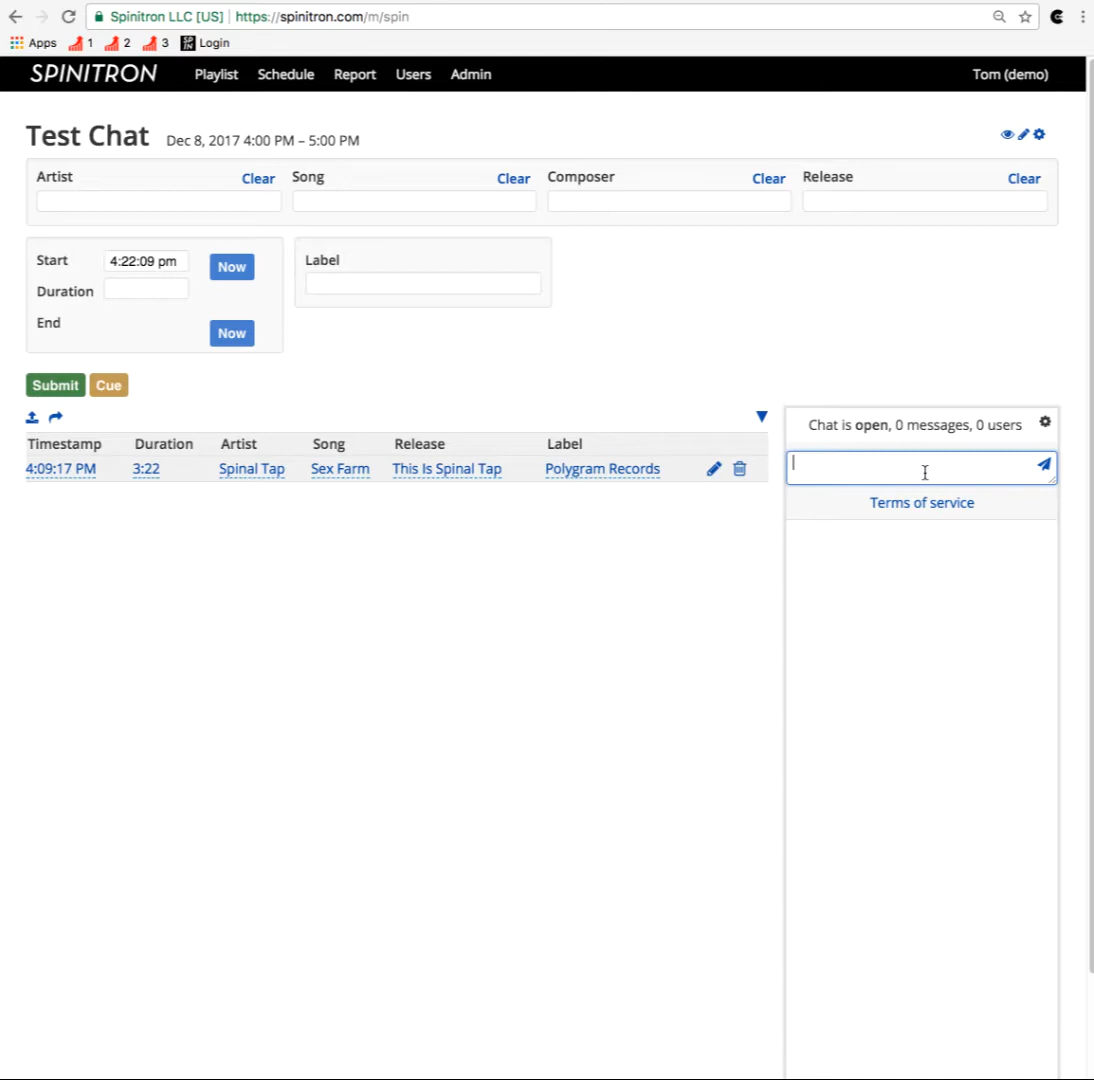 Spinitron LLC [US] https://spinitron.com/m/spin
Apps 1 2 3 SP IN Login
SPINITRON Playlist Schedule Report Users Admin Tom (demo)
Test Chat Dec 8, 2017 4:00 PM – 5:00 PM
Artist Clear Song Clear Composer Clear Release Clear
Start 4:22:09 pm Now Label
Duration
End Now
Submit Cue
Chat is open, 0 messages, 0 users
Timestamp Duration Artist Song Release Label
4:09:17 PM 3:22 Spinal Tap Sex Farm This Is Spinal Tap Polygram Records
Terms of service